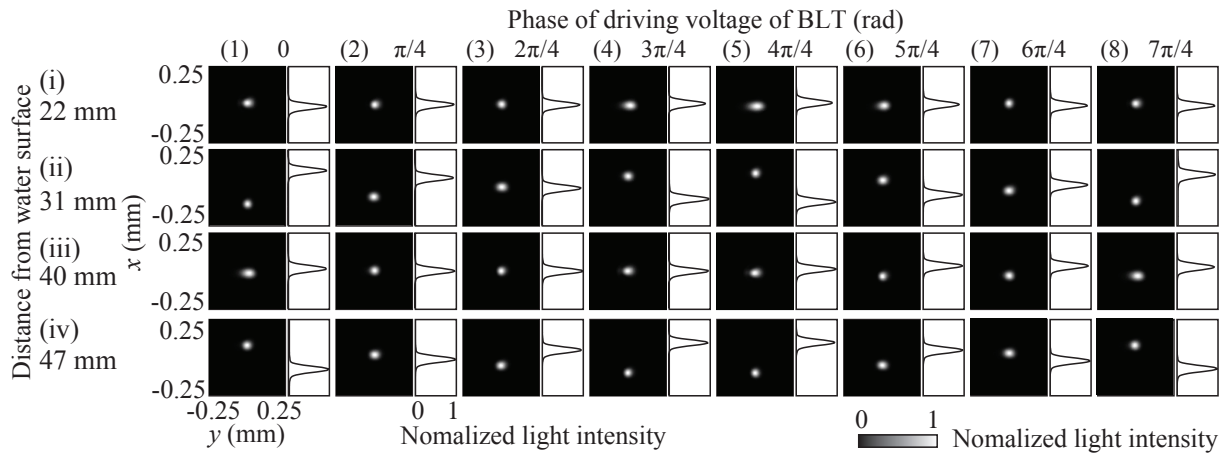 Phase of driving voltage of BLT (rad)
(1) 0 (2) π/4 (3) 2π/4 (4) 3π/4 (5) 4π/4 (6) 5π/4 (7) 6π/4 (8) 7π/4
Distance from water surface
x (mm)
(i)
22 mm
0.25
-0.25
(ii)
31 mm
0.25
-0.25
(iii)
40 mm
0.25
-0.25
(iv)
47 mm
0.25
-0.25
-0.25 0.25
y (mm)
0 1
Nomalized light intensity
0 1
Nomalized light intensity